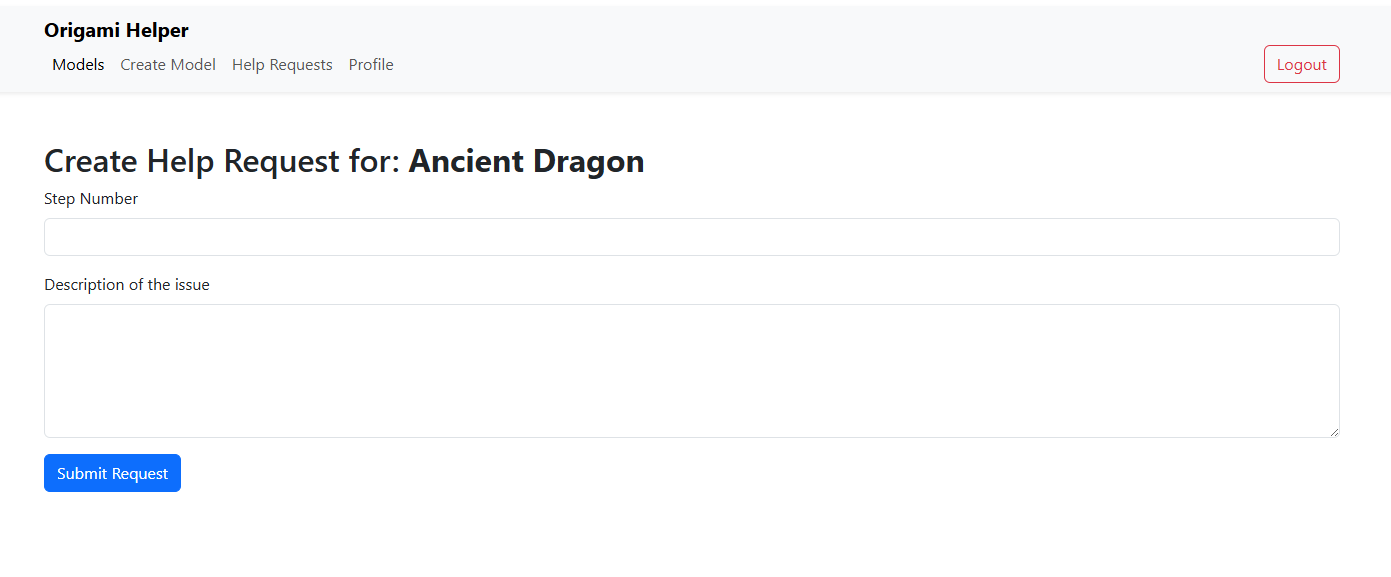 Origami Helper
Models Create Model Help Requests Profile Logout
Create Help Request for: Ancient Dragon
Step Number
Description of the issue
Submit Request